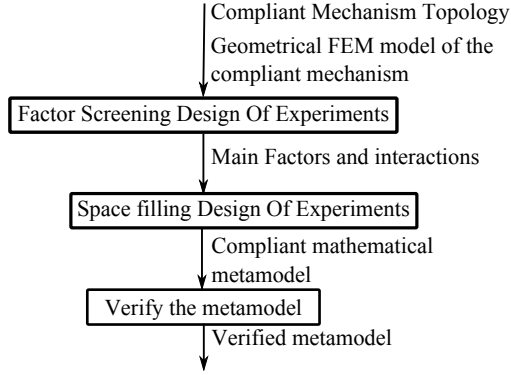 Compliant Mechanism Topology
Geometrical FEM model of the
compliant mechanism
Factor Screening Design Of Experiments
Main Factors and interactions
Space filling Design Of Experiments
Compliant mathematical
metamodel
Verify the metamodel
Verified metamodel